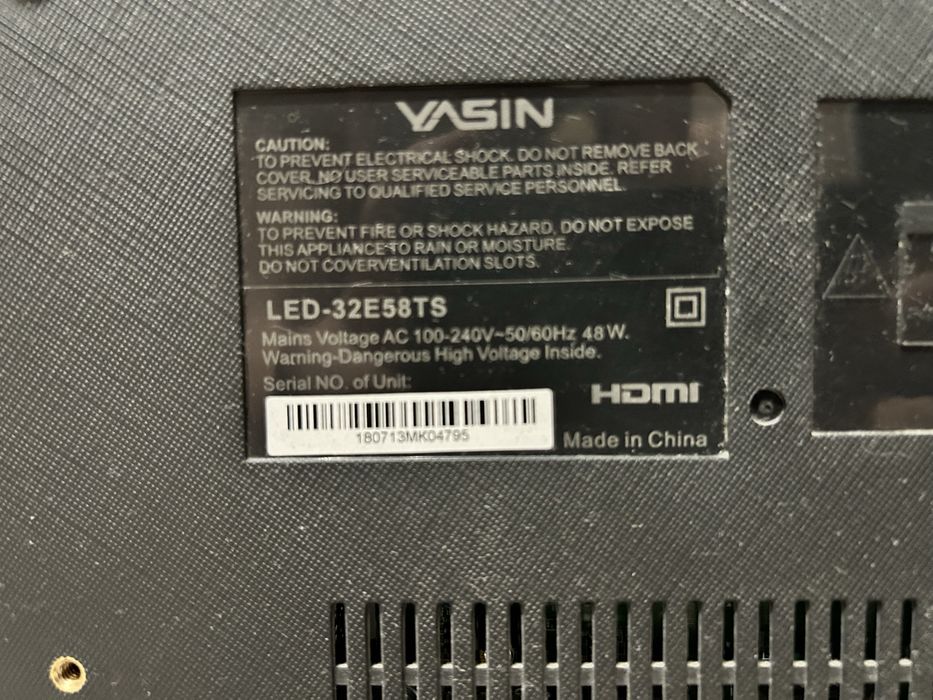 YASIN
CAUTION:
TO PREVENT ELECTRICAL SHOCK. DO NOT REMOVE BACK
COVER. NO USER SERVICEABLE PARTS INSIDE. REFER
SERVICING TO QUALIFIED SERVICE PERSONNEL.
WARNING:
TO PREVENT FIRE OR SHOCK HAZARD, DO NOT EXPOSE
THIS APPLIANCE TO RAIN OR MOISTURE.
DO NOT COVERVENTILATION SLOTS.
LED-32E58TS
Mains Voltage AC 100-240V~50/60Hz 48W.
Warning-Dangerous High Voltage Inside.
Serial NO. of Unit:
180713MK04795
HDMI
Made in China